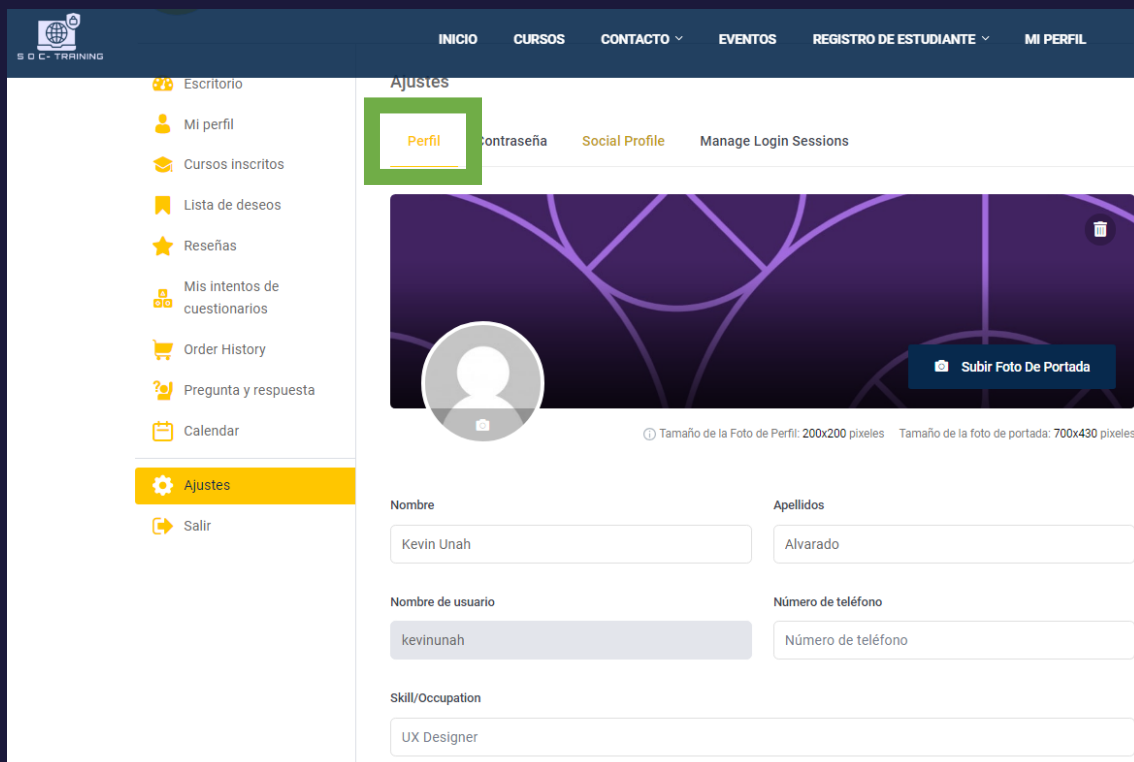 SOC-TRAINING
INICIO CURSOS CONTACTO EVENTOS REGISTRO DE ESTUDIANTE MI PERFIL
Escritorio
Mi perfil
Cursos inscritos
Lista de deseos
Reseñas
Mis intentos de
cuestionarios
Order History
Pregunta y respuesta
Calendar
Ajustes
Salir
Ajustes
Perfil Contraseña Social Profile Manage Login Sessions
Subir Foto De Portada
Tamaño de la Foto de Perfil: 200x200 pixeles Tamaño de la foto de portada: 700x430 pixeles
Nombre Apellidos
Kevin Unah Alvarado
Nombre de usuario Número de teléfono
kevinunah Número de teléfono
Skill/Occupation
UX Designer